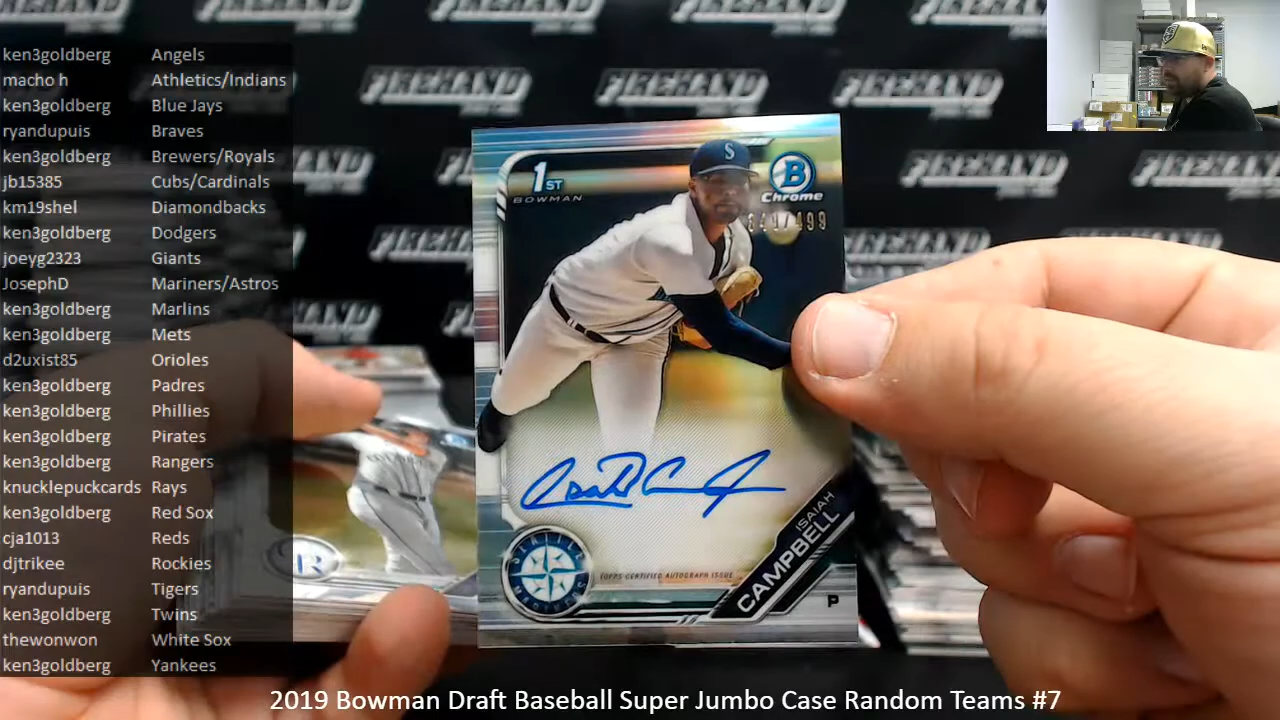 ken3goldberg Angels
macho h Athletics/Indians
ken3goldberg Blue Jays
ryandupuis Braves
ken3goldberg Brewers/Royals
jb15385 Cubs/Cardinals
km19shel Diamondbacks
ken3goldberg Dodgers
joeyg2323 Giants
JosephD Mariners/Astros
ken3goldberg Marlins
ken3goldberg Mets
d2uxist85 Orioles
ken3goldberg Padres
ken3goldberg Phillies
ken3goldberg Pirates
ken3goldberg Rangers
knucklepuckcards Rays
ken3goldberg Red Sox
cja1013 Reds
djtrikee Rockies
ryandupuis Tigers
ken3goldberg Twins
thewonwon White Sox
ken3goldberg Yankees
FIREHAND
1ST
BOWMAN
B
Chrome
/499
S
SEATTLE
MARINERS
TOPPS CERTIFIED AUTOGRAPH ISSUE
ISAIAH
CAMPBELL
P
2019 Bowman Draft Baseball Super Jumbo Case Random Teams #7